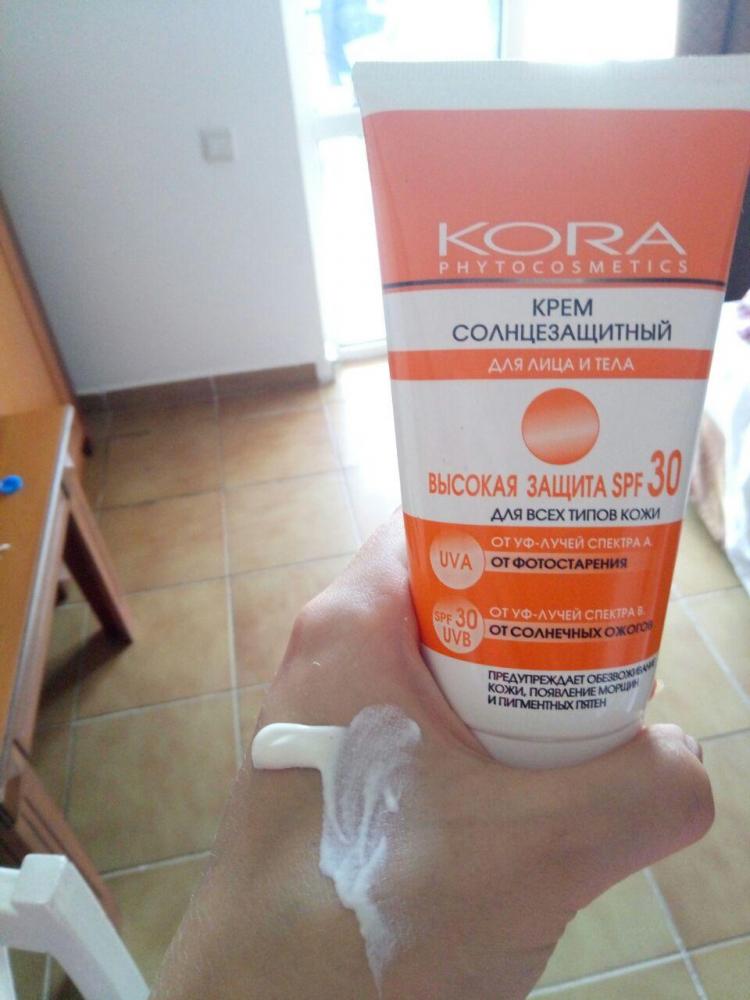 KORA
PHYTOCOSMETICS
КРЕМ
СОЛНЦЕЗАЩИТНЫЙ
ДЛЯ ЛИЦА И ТЕЛА
ВЫСОКАЯ ЗАЩИТА SPF 30
ДЛЯ ВСЕХ ТИПОВ КОЖИ
UVA
ОТ УФ-ЛУЧЕЙ СПЕКТРА А.
ОТ ФОТОСТАРЕНИЯ
SPF 30
UVB
ОТ УФ-ЛУЧЕЙ СПЕКТРА В.
ОТ СОЛНЕЧНЫХ ОЖОГОВ
ПРЕДУПРЕЖДАЕТ ОБЕЗВОЖИВАНИЕ
КОЖИ, ПОЯВЛЕНИЕ МОРЩИН
И ПИГМЕНТНЫХ ПЯТЕН